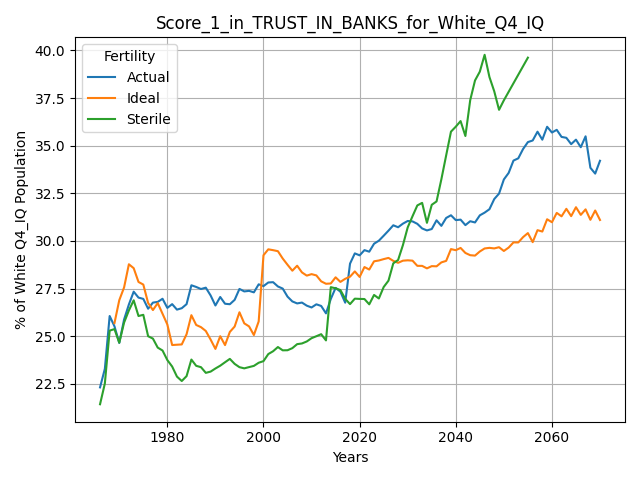 Score_1_in_TRUST_IN_BANKS_for_White_Q4_IQ
Fertility
Actual
Ideal
Sterile
% of White Q4_IQ Population
40.0
37.5
35.0
32.5
30.0
27.5
25.0
22.5
1980
2000
2020
2040
2060
Years